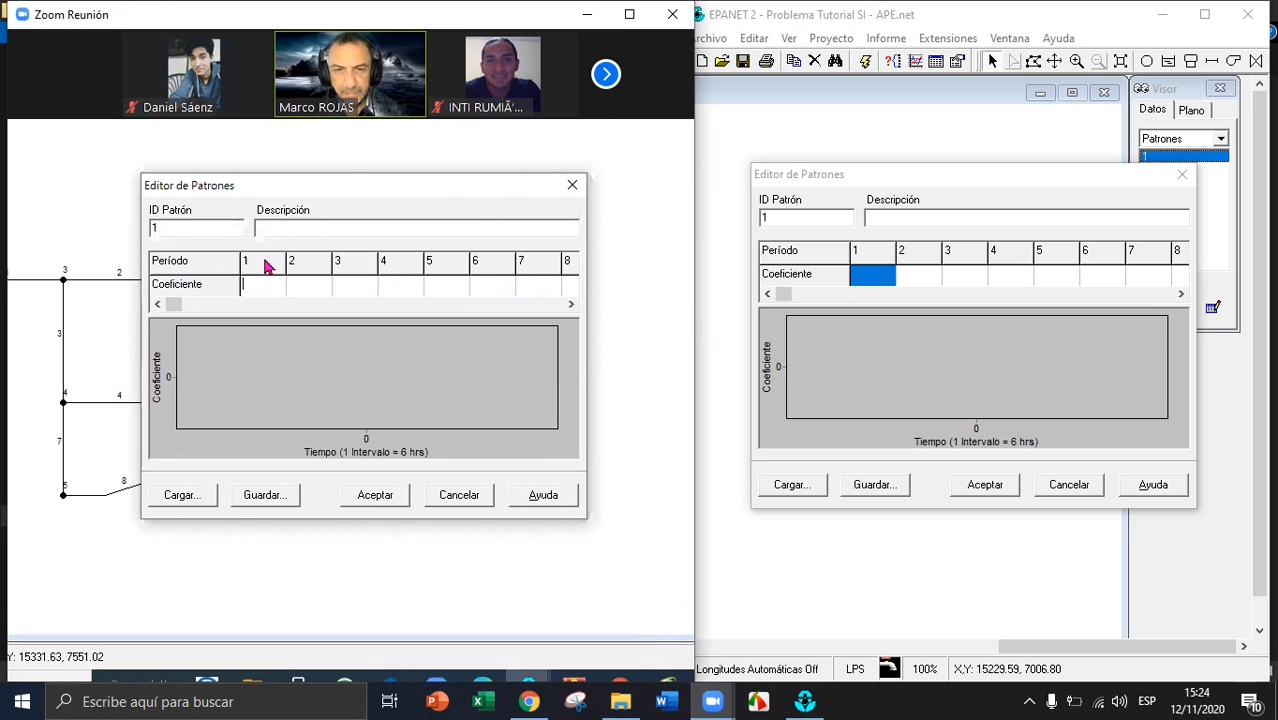 Zoom Reunión
Daniel Sáenz
Marco ROJAS
INTI RUMIÃ'...
3
2
3
4
4
7
8
5
Editor de Patrones
ID Patrón
Descripción
1
Período
1
2
3
4
5
6
7
8
Coeficiente
Coeficiente
0
0
Tiempo (1 Intervalo = 6 hrs)
Cargar...
Guardar...
Aceptar
Cancelar
Ayuda
Y: 15331.63, 7551.02
EPANET 2 - Problema Tutorial SI - APE.net
Archivo
Editar
Ver
Proyecto
Informe
Extensiones
Ventana
Ayuda
Visor
Datos
Plano
Patrones
1
Editor de Patrones
ID Patrón
Descripción
1
Período
1
2
3
4
5
6
7
8
Coeficiente
Coeficiente
0
0
Tiempo (1 Intervalo = 6 hrs)
Cargar...
Guardar...
Aceptar
Cancelar
Ayuda
Longitudes Automáticas Off
LPS
100%
X,Y: 15229.59, 7006.80
Escribe aquí para buscar
ESP
15:24
12/11/2020
10